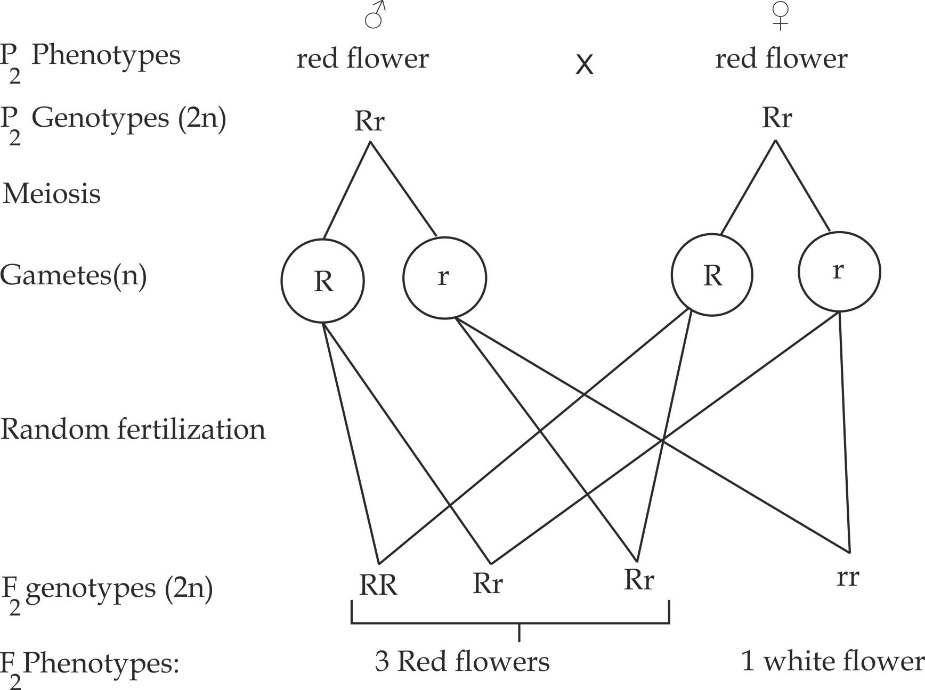 ♂ ♀
P2 Phenotypes red flower x red flower
P2 Genotypes (2n) Rr Rr
Meiosis
Gametes(n) R r R r
Random fertilization
F2 genotypes (2n) RR Rr Rr rr
F2 Phenotypes: 3 Red flowers 1 white flower